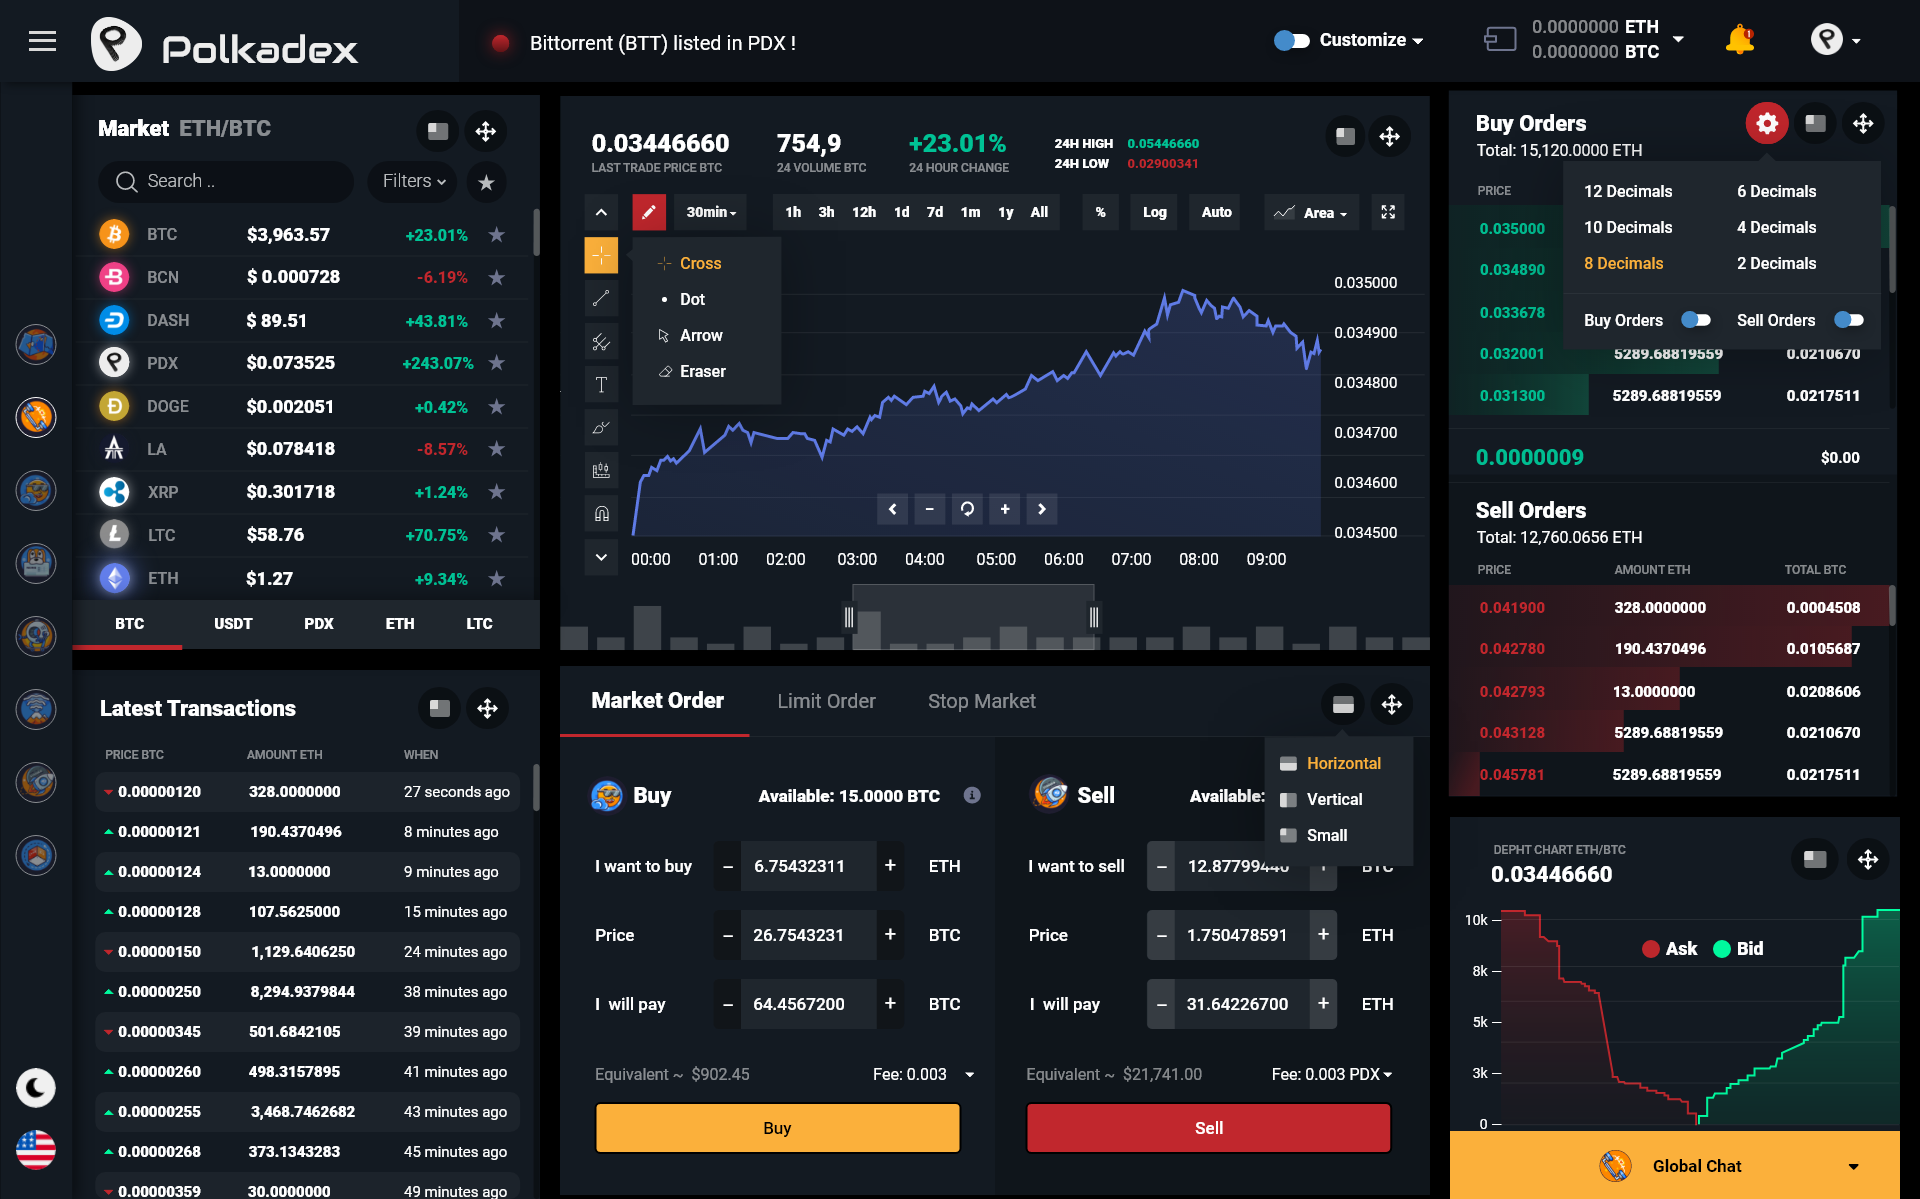 Polkadex
Bittorrent (BTT) listed in PDX !
Customize
0.0000000 ETH
0.0000000 BTC
Market ETH/BTC
Search ..
Filters
BTC $3,963.57 +23.01%
BCN $ 0.000728 -6.19%
DASH $ 89.51 +43.81%
PDX $0.073525 +243.07%
DOGE $0.002051 +0.42%
LA $0.078418 -8.57%
XRP $0.301718 +1.24%
LTC $58.76 +70.75%
ETH $1.27 +9.34%
BTC USDT PDX ETH LTC
Latest Transactions
PRICE BTC AMOUNT ETH WHEN
0.00000120 328.0000000 27 seconds ago
0.00000121 190.4370496 8 minutes ago
0.00000124 13.0000000 9 minutes ago
0.00000128 107.5625000 15 minutes ago
0.00000150 1,129.6406250 24 minutes ago
0.00000250 8,294.9379844 38 minutes ago
0.00000345 501.6842105 39 minutes ago
0.00000260 498.3157895 41 minutes ago
0.00000255 3,468.7462682 43 minutes ago
0.00000268 373.1343283 45 minutes ago
0.00000359 30.0000000 49 minutes ago
0.03446660 754,9 +23.01%
LAST TRADE PRICE BTC 24 VOLUME BTC 24 HOUR CHANGE
24H HIGH 0.05446660
24H LOW 0.02900341
30min 1h 3h 12h 1d 7d 1m 1y All % Log Auto Area
Cross
Dot
Arrow
Eraser
T
0.035000
0.034900
0.034800
0.034700
0.034600
0.034500
00:00 01:00 02:00 03:00 04:00 05:00 06:00 07:00 08:00 09:00
Market Order Limit Order Stop Market
Horizontal
Vertical
Small
Buy Available: 15.0000 BTC
I want to buy – 6.75432311 + ETH
Price – 26.7543231 + BTC
I will pay – 64.4567200 + BTC
Equivalent ~ $902.45 Fee: 0.003
Buy
Sell Available:
I want to sell – 12.87799440 + BTC
Price – 1.750478591 + ETH
I will pay – 31.64226700 + ETH
Equivalent ~ $21,741.00 Fee: 0.003 PDX
Sell
Buy Orders
Total: 15,120.0000 ETH
PRICE
12 Decimals 6 Decimals
10 Decimals 4 Decimals
8 Decimals 2 Decimals
Buy Orders Sell Orders
0.035000
0.034890
0.033678
0.032001 5289.68819559 0.0210670
0.031300 5289.68819559 0.0217511
0.0000009 $0.00
Sell Orders
Total: 12,760.0656 ETH
PRICE AMOUNT ETH TOTAL BTC
0.041900 328.0000000 0.0004508
0.042780 190.4370496 0.0105687
0.042793 13.0000000 0.0208606
0.043128 5289.68819559 0.0210670
0.045781 5289.68819559 0.0217511
DEPHT CHART ETH/BTC
0.03446660
Ask Bid
10k
8k
5k
3k
0
Global Chat